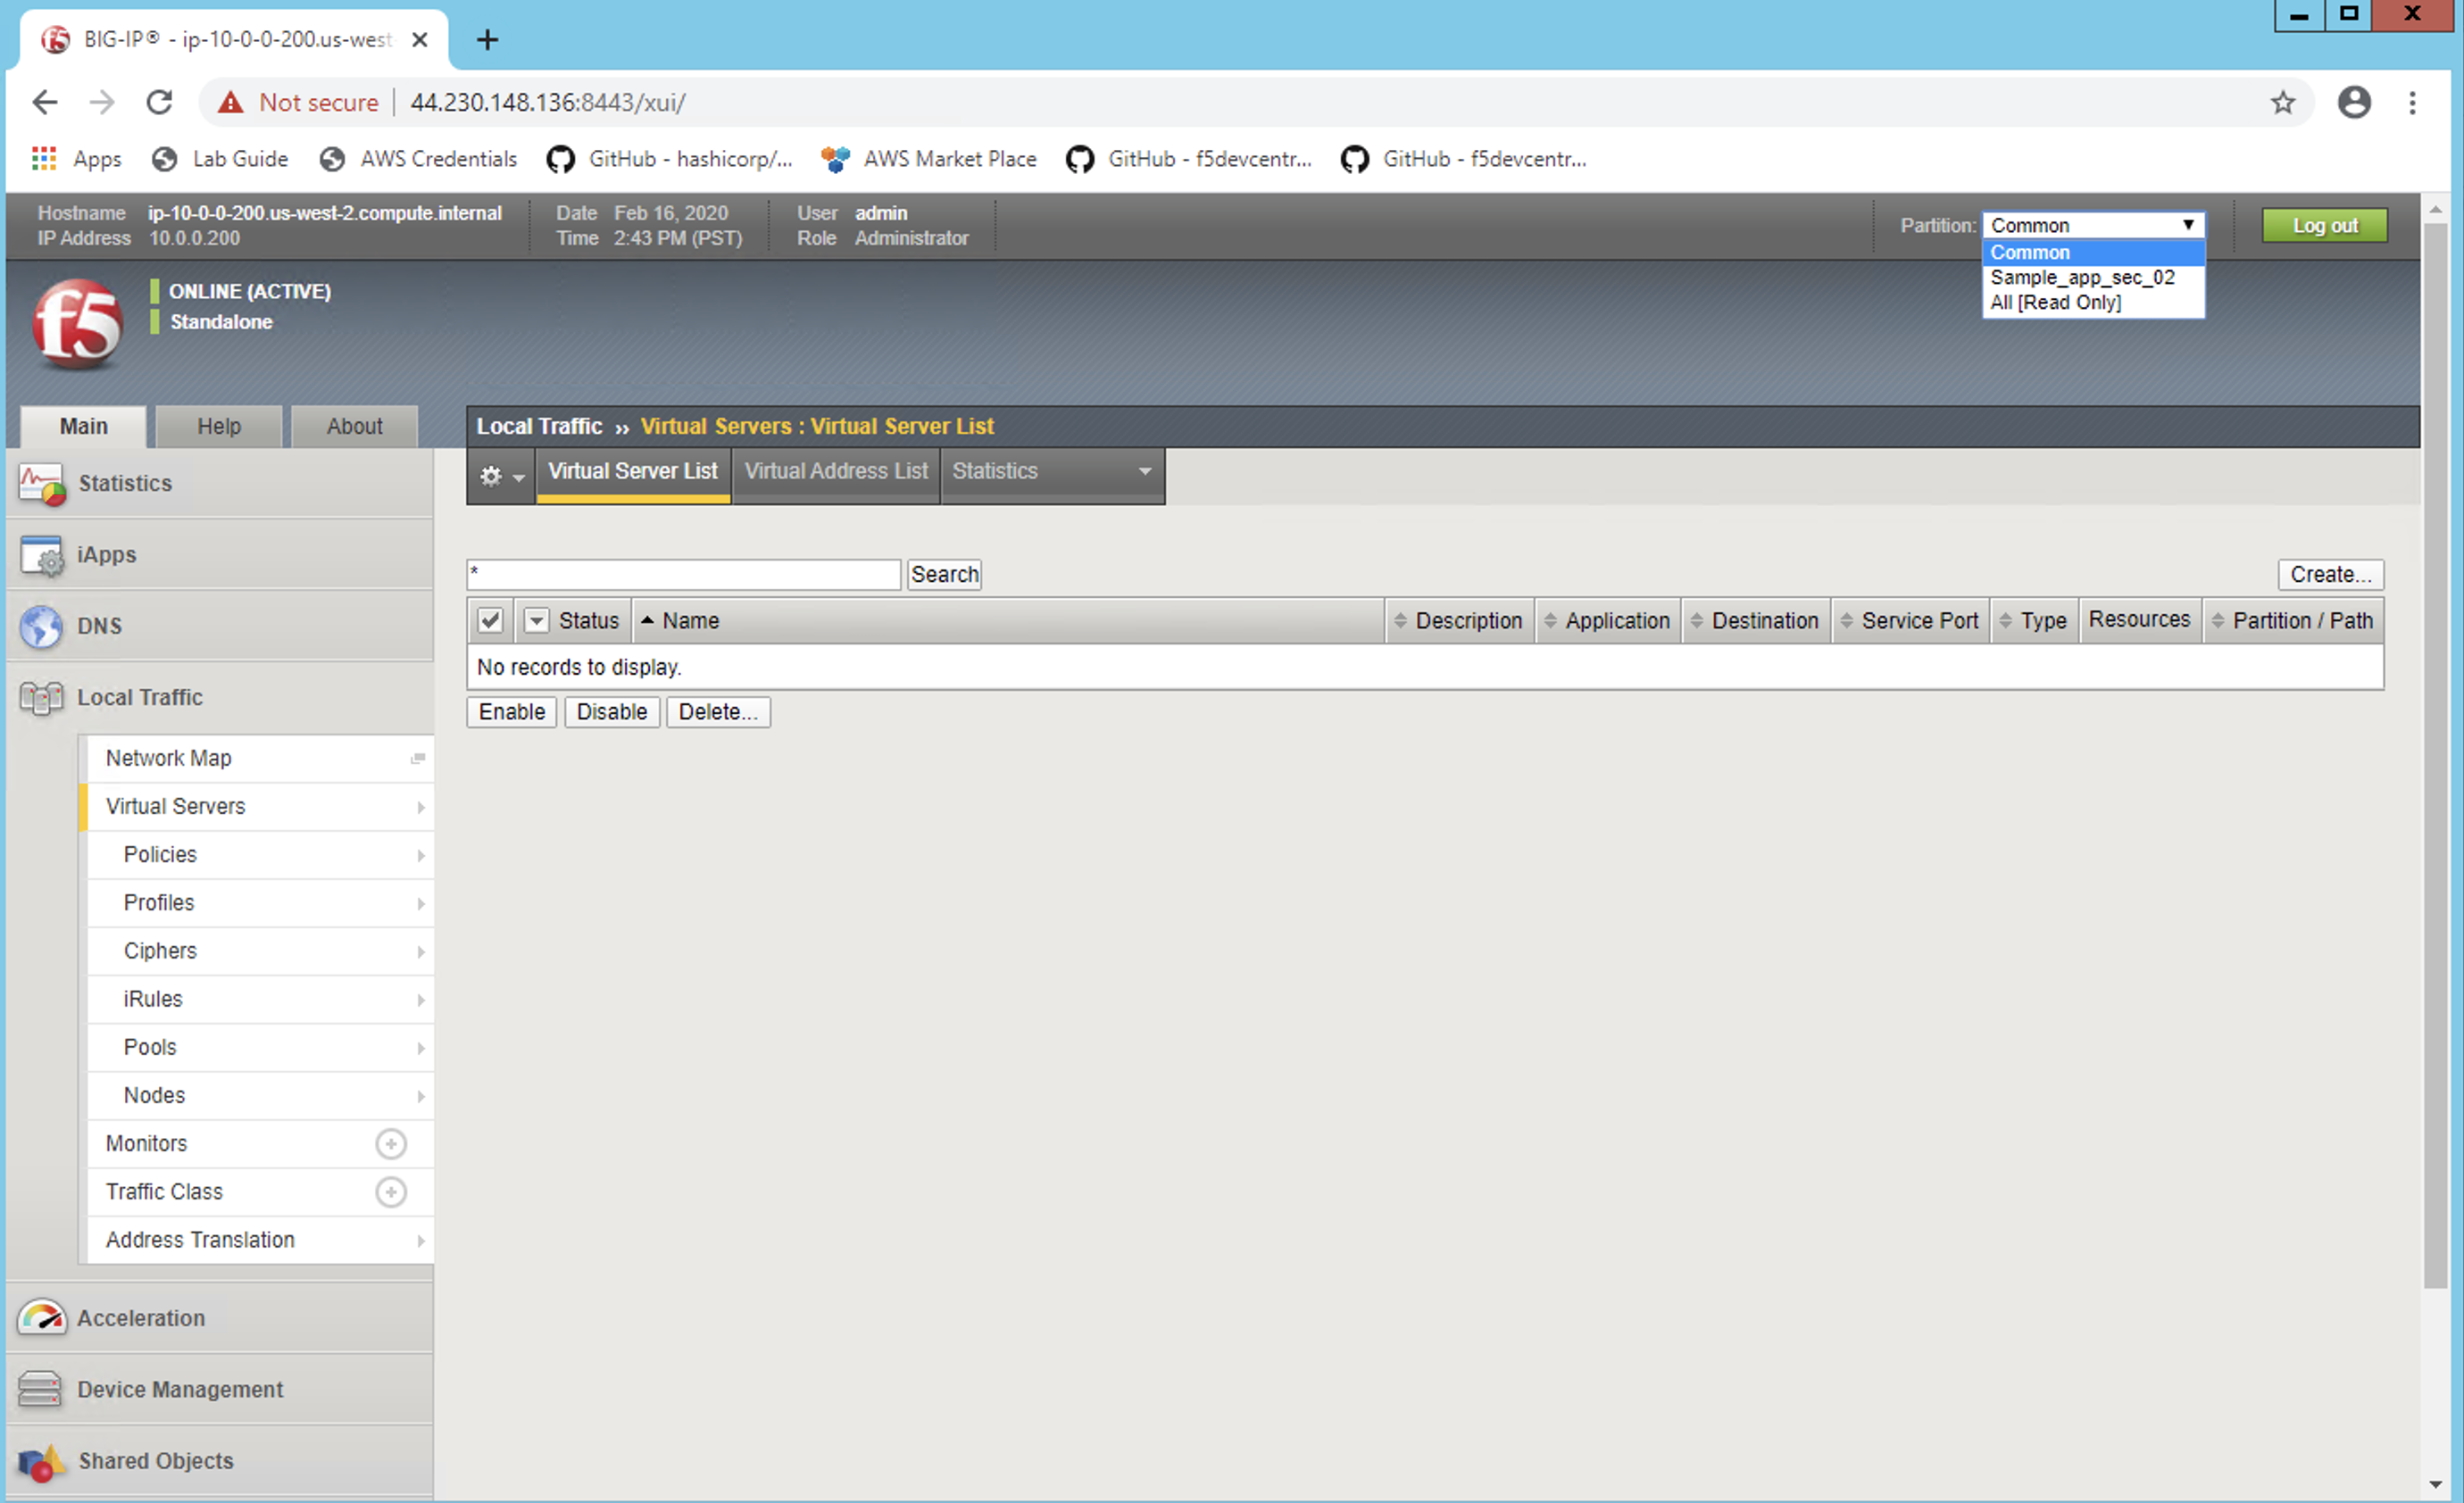 BIG-IP® - ip-10-0-0-200.us-west-
Not secure 44.230.148.136:8443/xui/
Apps Lab Guide AWS Credentials GitHub - hashicorp/... AWS Market Place GitHub - f5devcentr... GitHub - f5devcentr...
Hostname ip-10-0-0-200.us-west-2.compute.internal Date Feb 16, 2020 User admin
IP Address 10.0.0.200 Time 2:43 PM (PST) Role Administrator
Partition: Common Log out
Common
Sample_app_sec_02
All [Read Only]
f5 ONLINE (ACTIVE)
Standalone
Main Help About
Local Traffic ›› Virtual Servers : Virtual Server List
Virtual Server List Virtual Address List Statistics
Statistics
iApps
DNS
Local Traffic
Network Map
Virtual Servers
Policies
Profiles
Ciphers
iRules
Pools
Nodes
Monitors
Traffic Class
Address Translation
Acceleration
Device Management
Shared Objects
* Search Create...
Status Name Description Application Destination Service Port Type Resources Partition / Path
No records to display.
Enable Disable Delete...